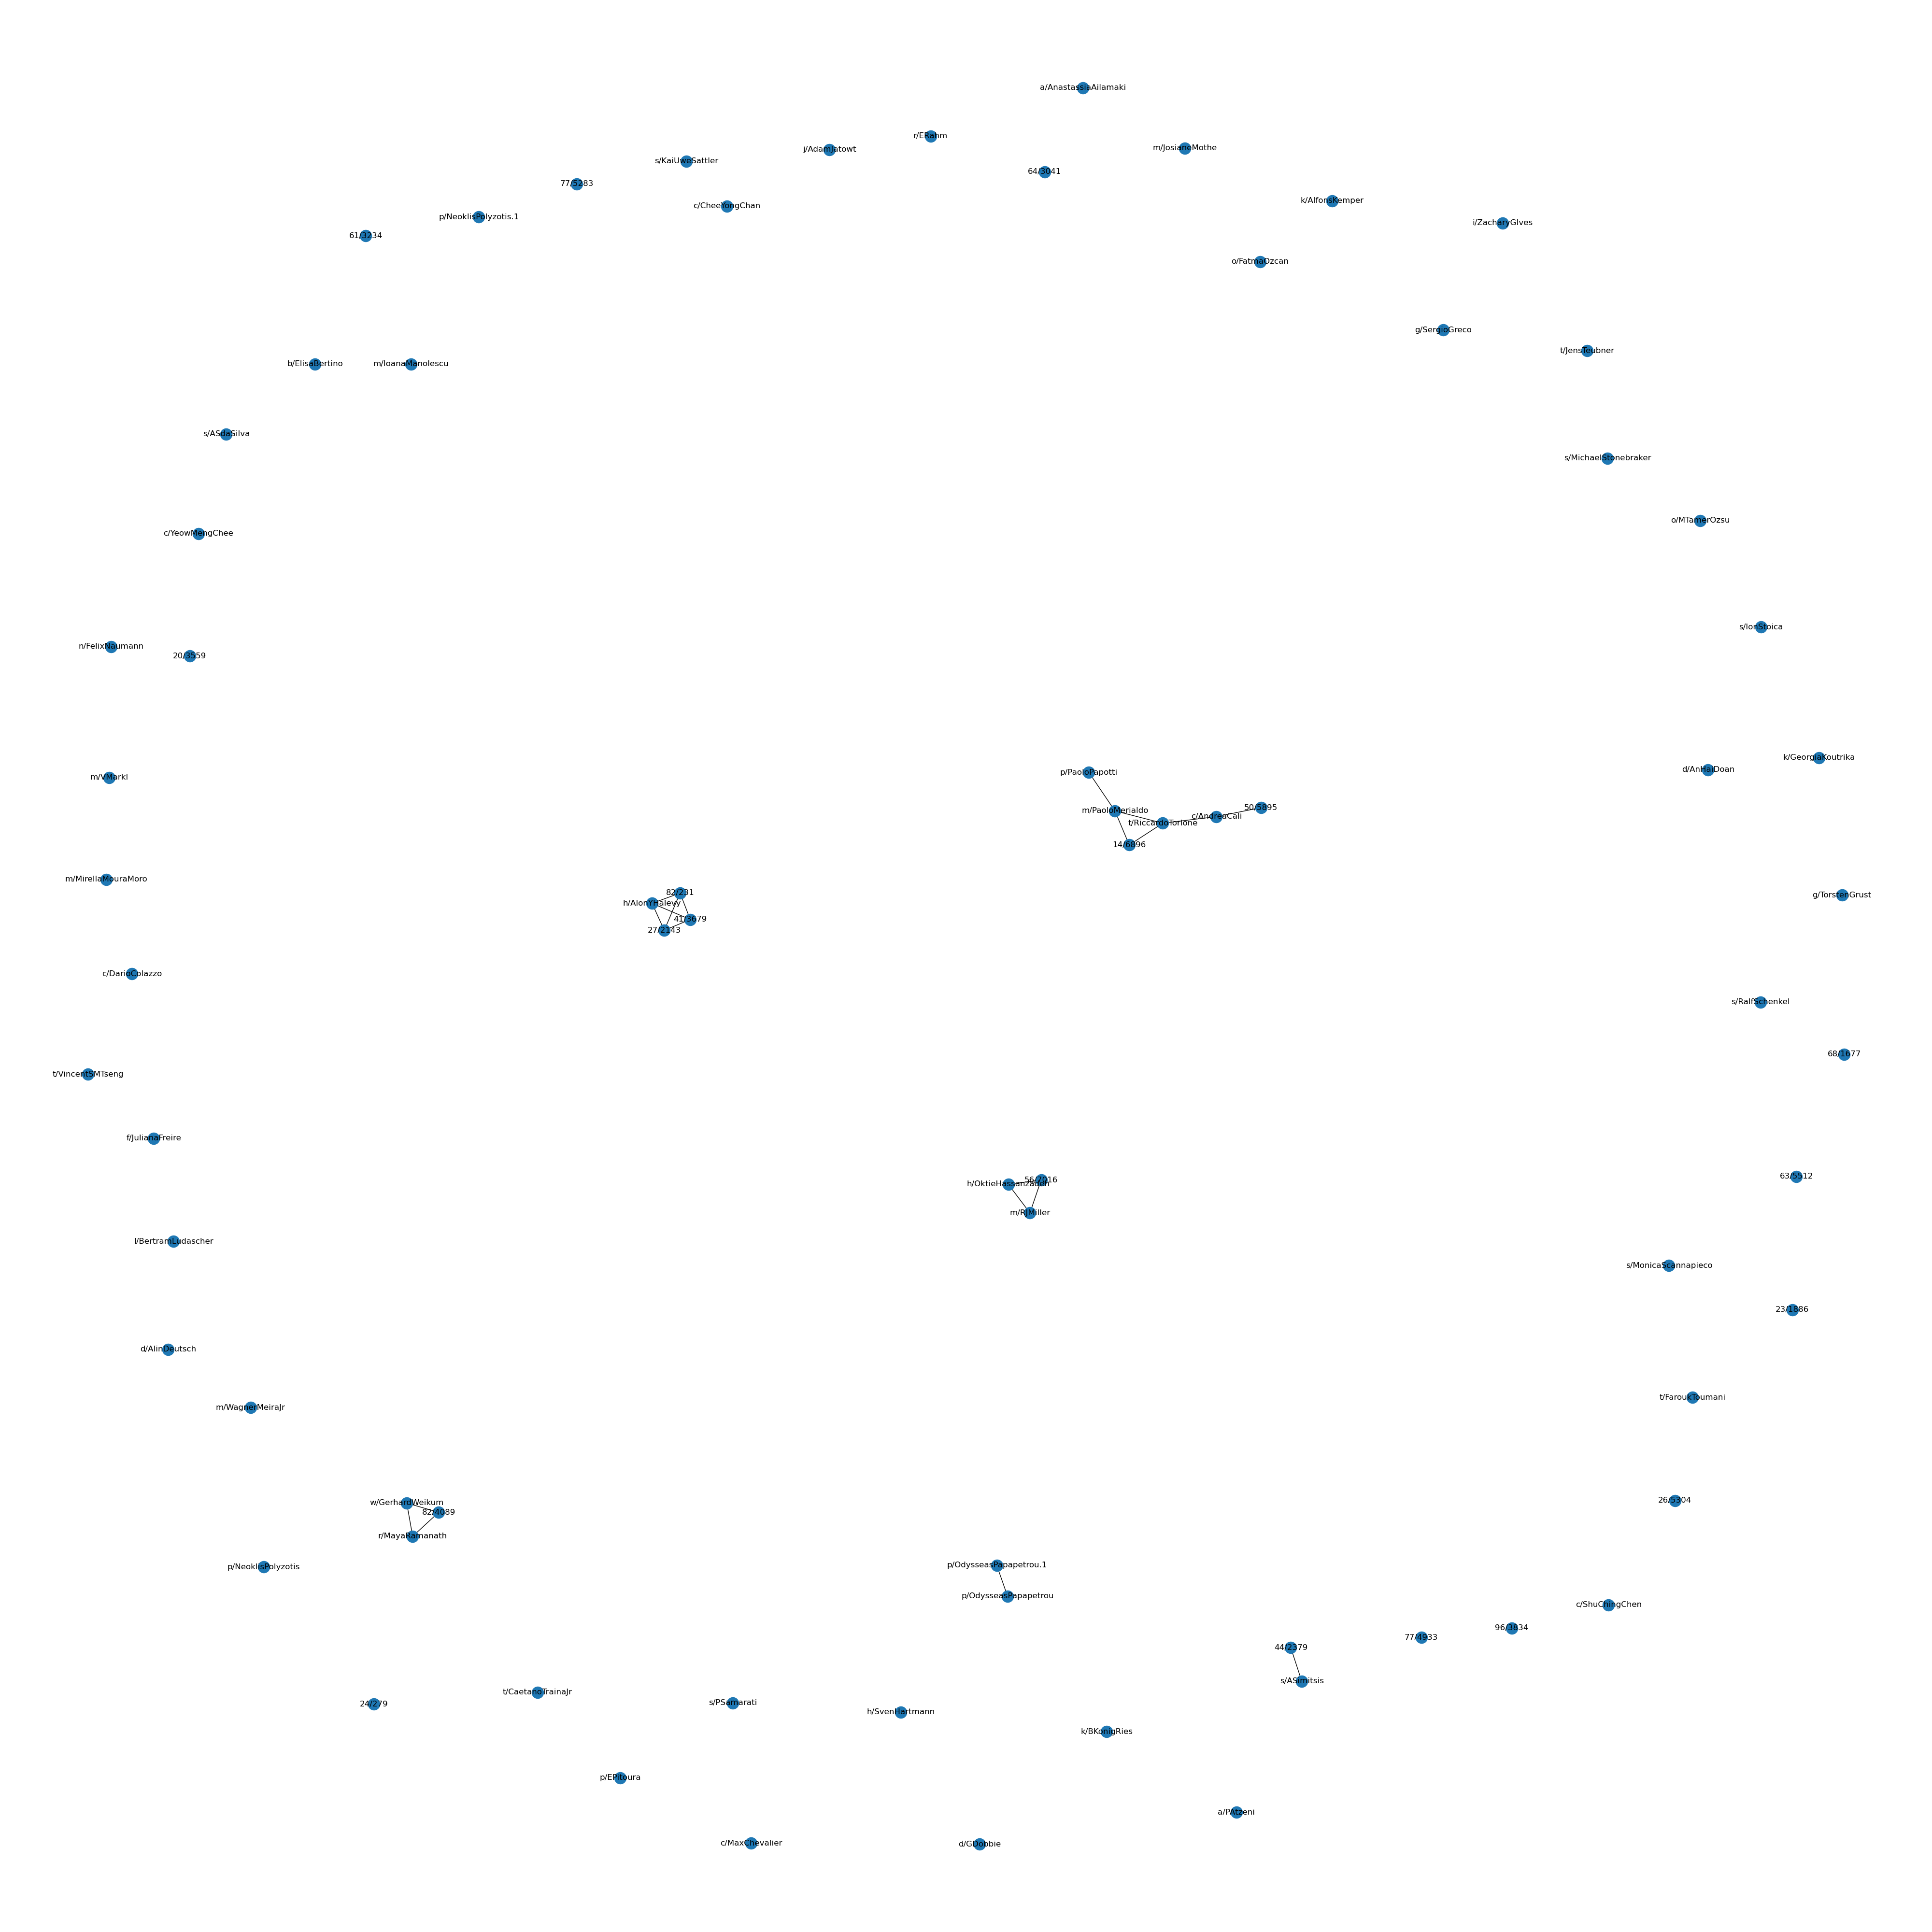 a/AnastassiaAilamaki
r/ERahm
m/JosianeMothe
j/AdamJatowt
s/KaiUweSattler
64/3041
77/5283
k/AlfonsKemper
c/CheeYongChan
p/NeoklisPolyzotis.1
i/ZacharyGIves
61/3234
o/FatmaOzcan
g/SergioGreco
t/JensTeubner
b/ElisaBertino
m/IoanaManolescu
s/ASdaSilva
s/MichaelStonebraker
o/MTamerOzsu
c/YeowMengChee
s/IonStoica
n/FelixNaumann
20/3559
k/GeorgiaKoutrika
d/AnHaiDoan
p/PaoloPapotti
m/VMarkl
50/5895
m/PaoloMerialdo
c/AndreaCali
t/RiccardoTorlone
14/6896
m/MirellaMouraMoro
82/231
g/TorstenGrust
h/AlonYHalevy
41/3679
27/2143
c/DarioColazzo
s/RalfSchenkel
68/1677
t/VincentSMTseng
f/JulianaFreire
63/5512
56/7016
h/OktieHassanzadeh
m/RJMiller
l/BertramLudascher
s/MonicaScannapieco
23/1886
d/AlinDeutsch
t/FaroukToumani
m/WagnerMeiraJr
26/5304
w/GerhardWeikum
82/4089
r/MayaRamanath
p/OdysseasPapapetrou.1
p/NeoklisPolyzotis
p/OdysseasPapapetrou
c/ShuChingChen
96/3834
77/4933
44/2379
s/ASimitsis
t/CaetanoTrainaJr
s/PSamarati
24/279
h/SvenHartmann
k/BKonigRies
p/EPitoura
a/PAtzeni
c/MaxChevalier
d/GDobbie